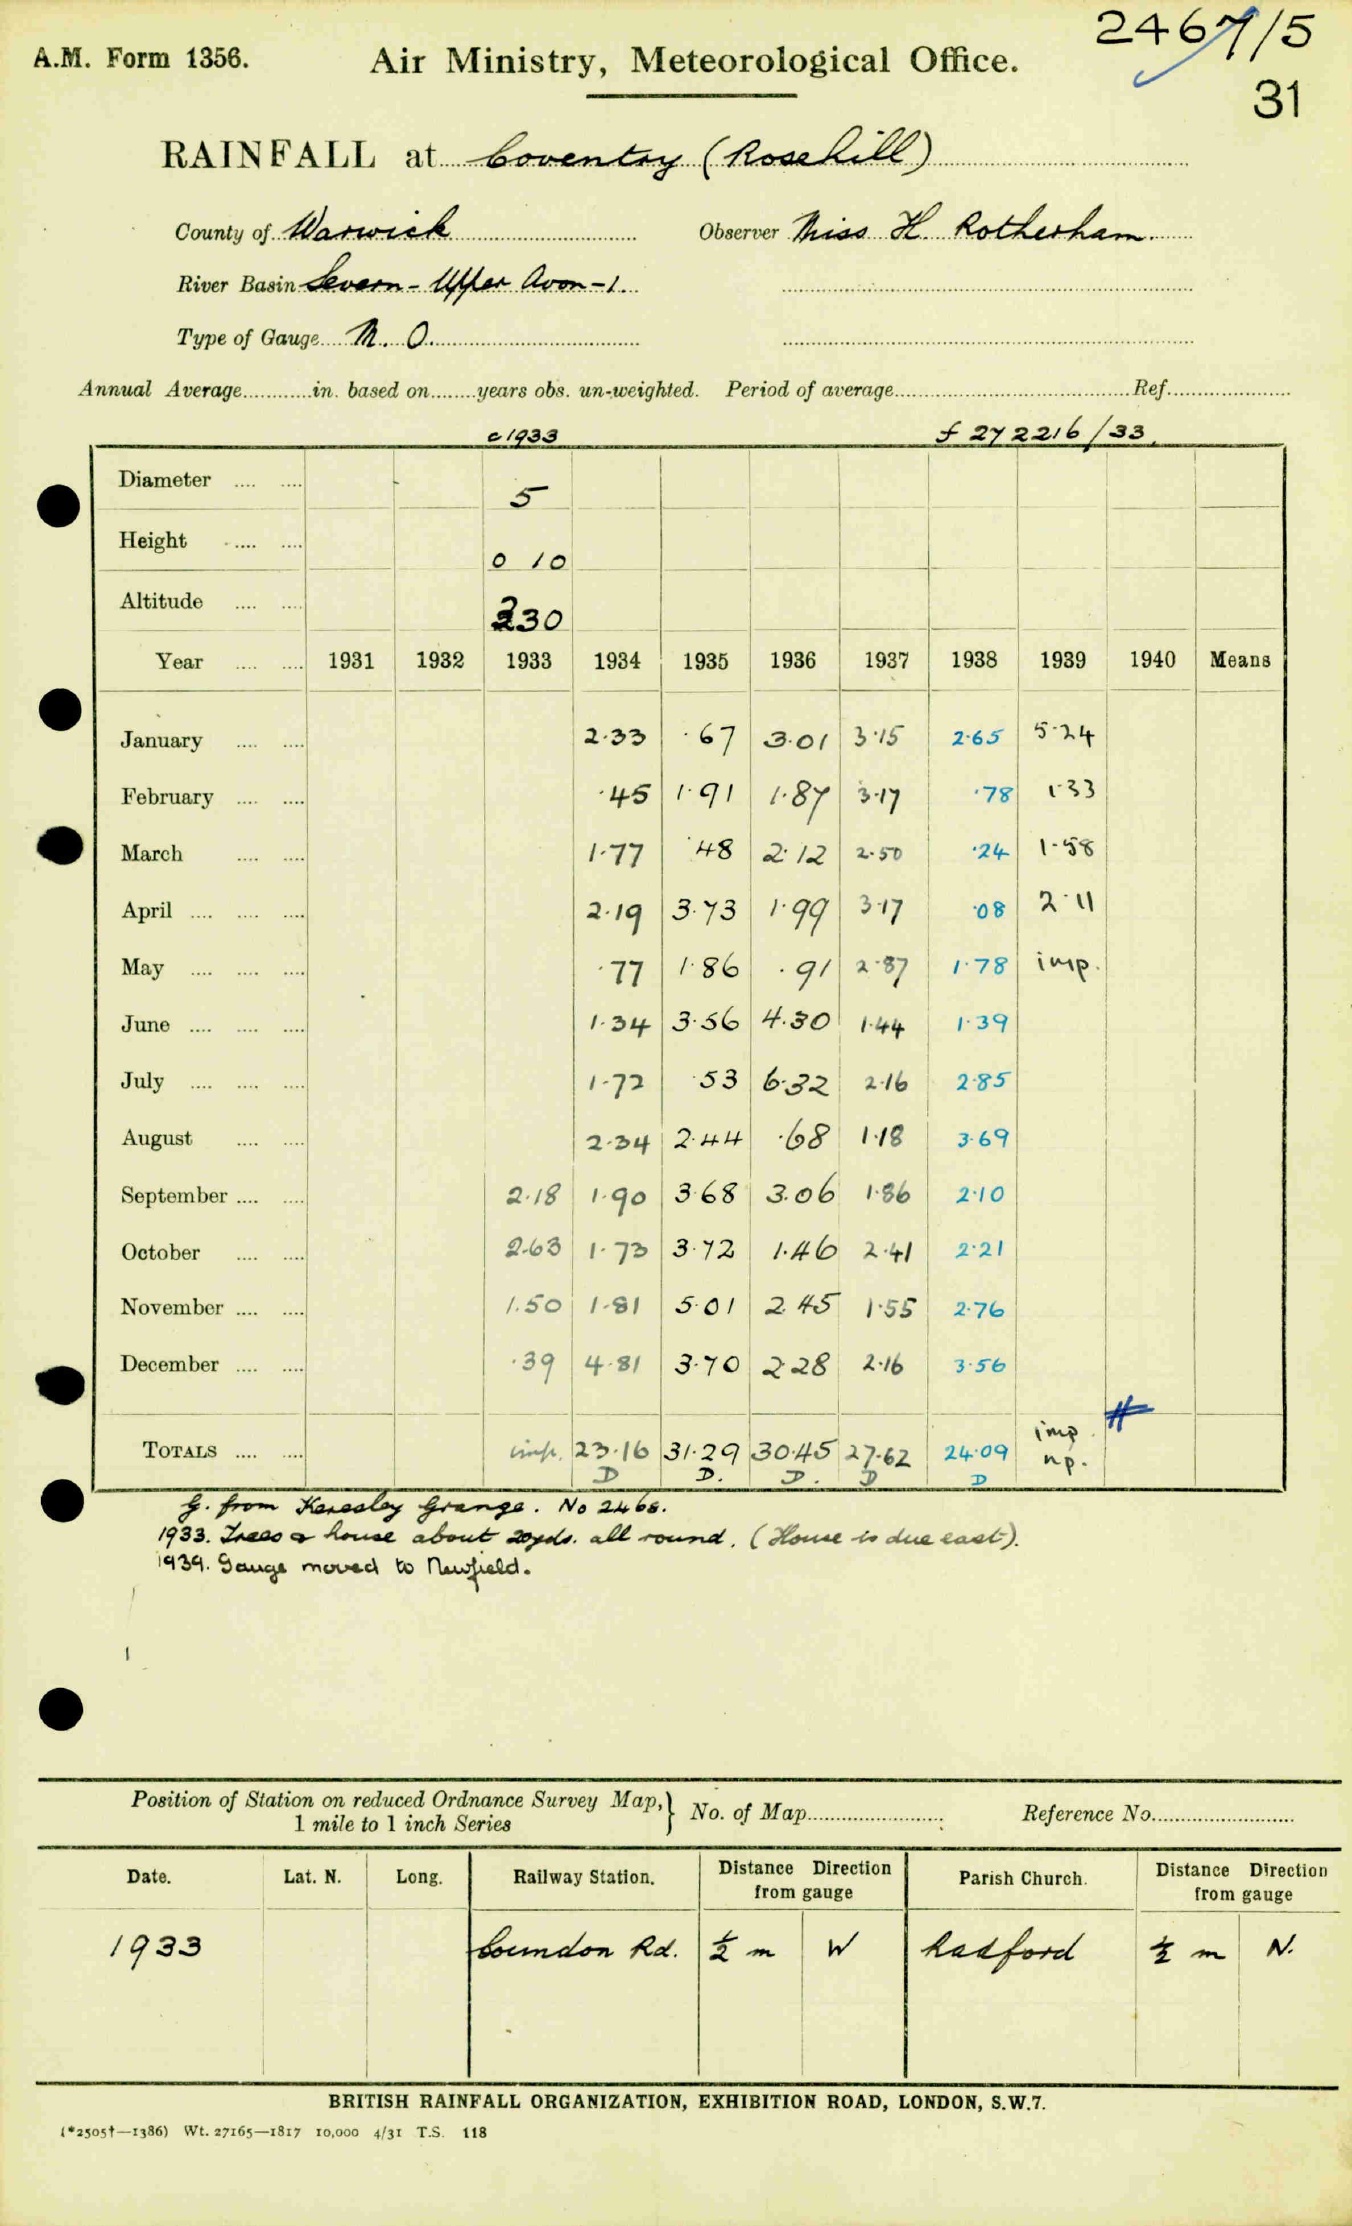 2467/5
A.M. Form 1356. Air Ministry, Meteorological Office.
31
RAINFALL at Coventry (Rosehill)
County of Warwick Observer Miss H. Rotherham
River Basin Severn - Upper Avon - 1.
Type of Gauge M. O.
Annual Average in. based on years obs. un-weighted. Period of average Ref.
c 1933 f 272216/33.
Diameter 5
Height 0 10
Altitude 330
Year 1931 1932 1933 1934 1935 1936 1937 1938 1939 1940 Means
January 2.33 .67 3.01 3.15 2.65 5.24
February .45 1.91 1.87 3.17 .78 1.33
March 1.77 .48 2.12 2.50 .24 1.58
April 2.19 3.73 1.99 3.17 .08 2.11
May .77 1.86 .91 2.87 1.78 imp.
June 1.34 3.56 4.30 1.44 1.39
July 1.72 .53 6.32 2.16 2.85
August 2.34 2.44 .68 1.18 3.69
September 2.18 1.90 3.68 3.06 1.86 2.10
October 2.63 1.73 3.72 1.46 2.41 2.21
November 1.50 1.81 5.01 2.45 1.55 2.76
December .39 4.81 3.70 2.28 2.16 3.56
TOTALS imp. 23.16 31.29 30.45 27.62 24.09 imp. np.
D D. D. D D
G. from Keresley Grange. No 2468.
1933. Trees & house about 20yds. all round. (House is due east).
1939. Gauge moved to Newfield.
Position of Station on reduced Ordnance Survey Map, 1 mile to 1 inch Series } No. of Map Reference No.
Date. Lat. N. Long. Railway Station. Distance Direction from gauge Parish Church. Distance Direction from gauge
1933 Coundon Rd. ½ m W Radford ½ m N.
BRITISH RAINFALL ORGANIZATION, EXHIBITION ROAD, LONDON, S.W.7.
(*2505†—1386) Wt. 27165—1817 10,000 4/31 T.S. 118